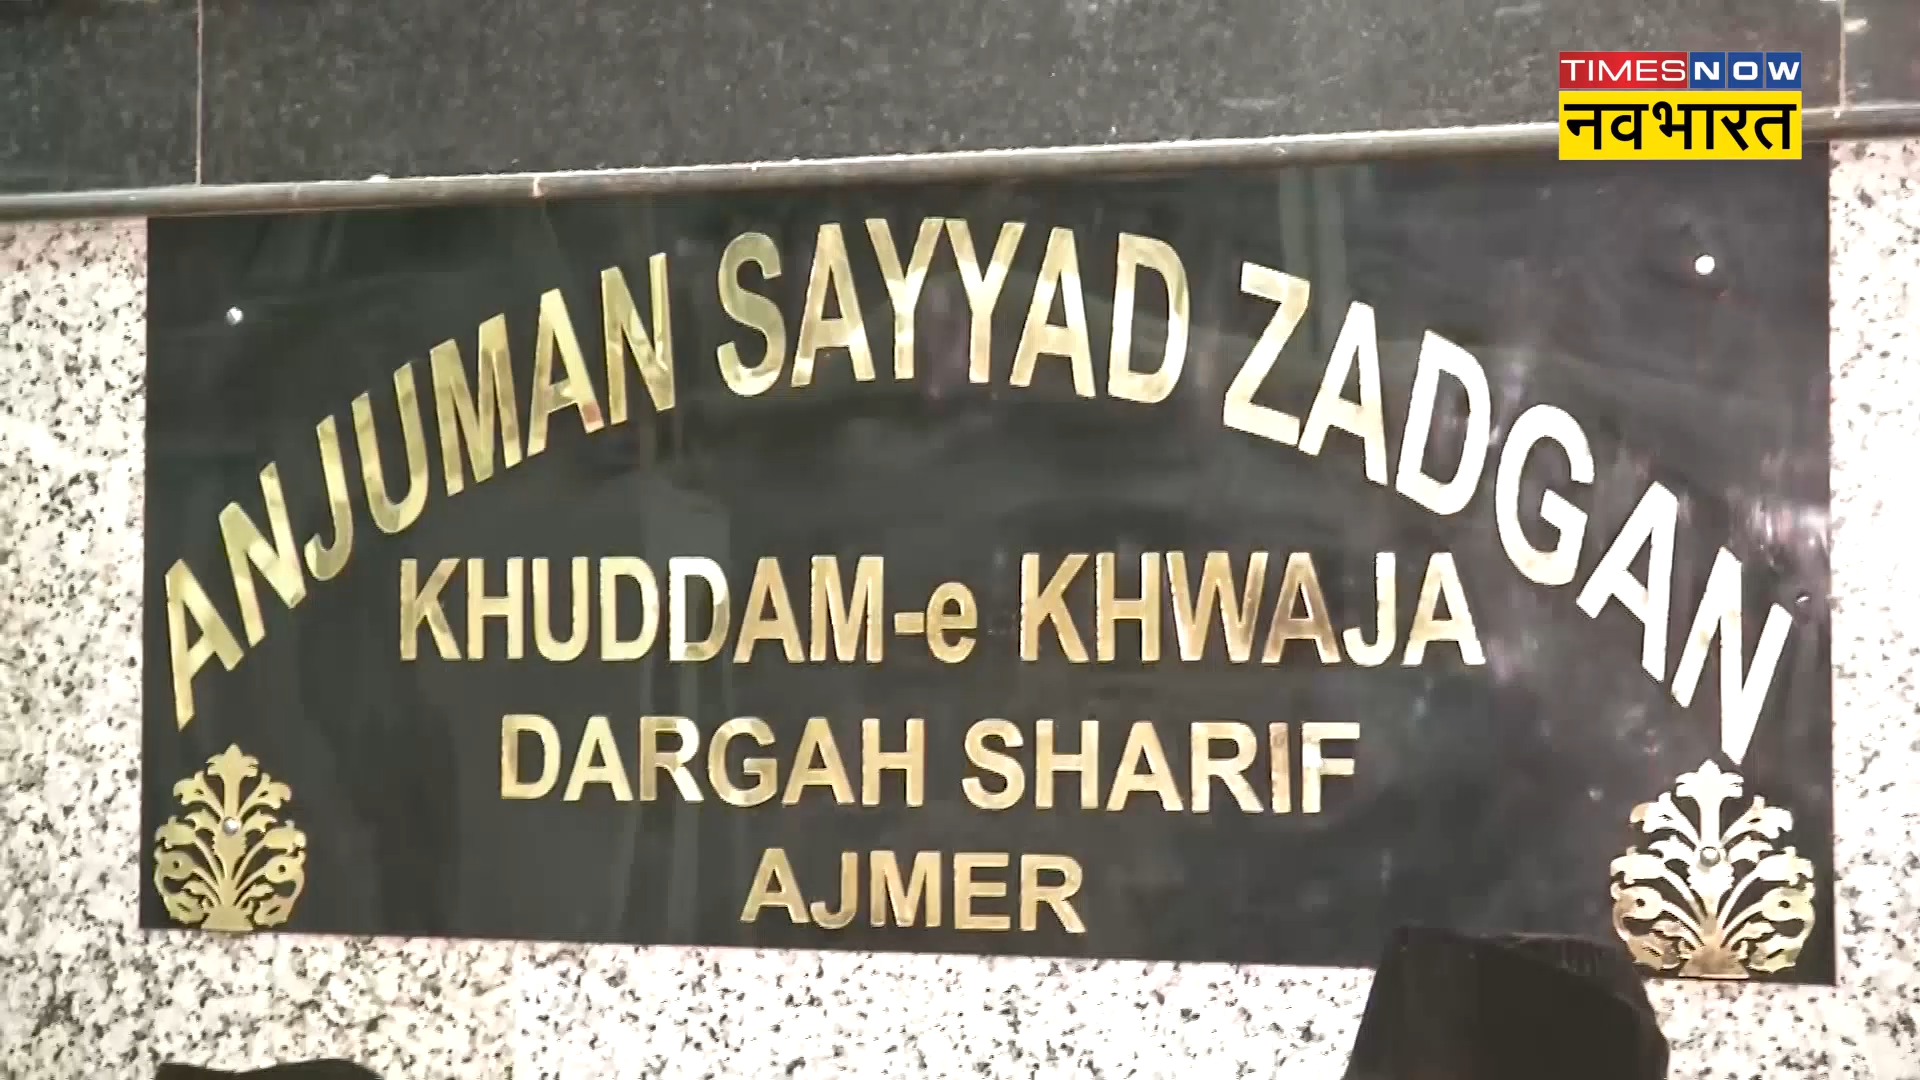 TIMES NOW
नवभारत
ANJUMAN SAYYAD ZADGAN
KHUDDAM-e KHWAJA
DARGAH SHARIF
AJMER